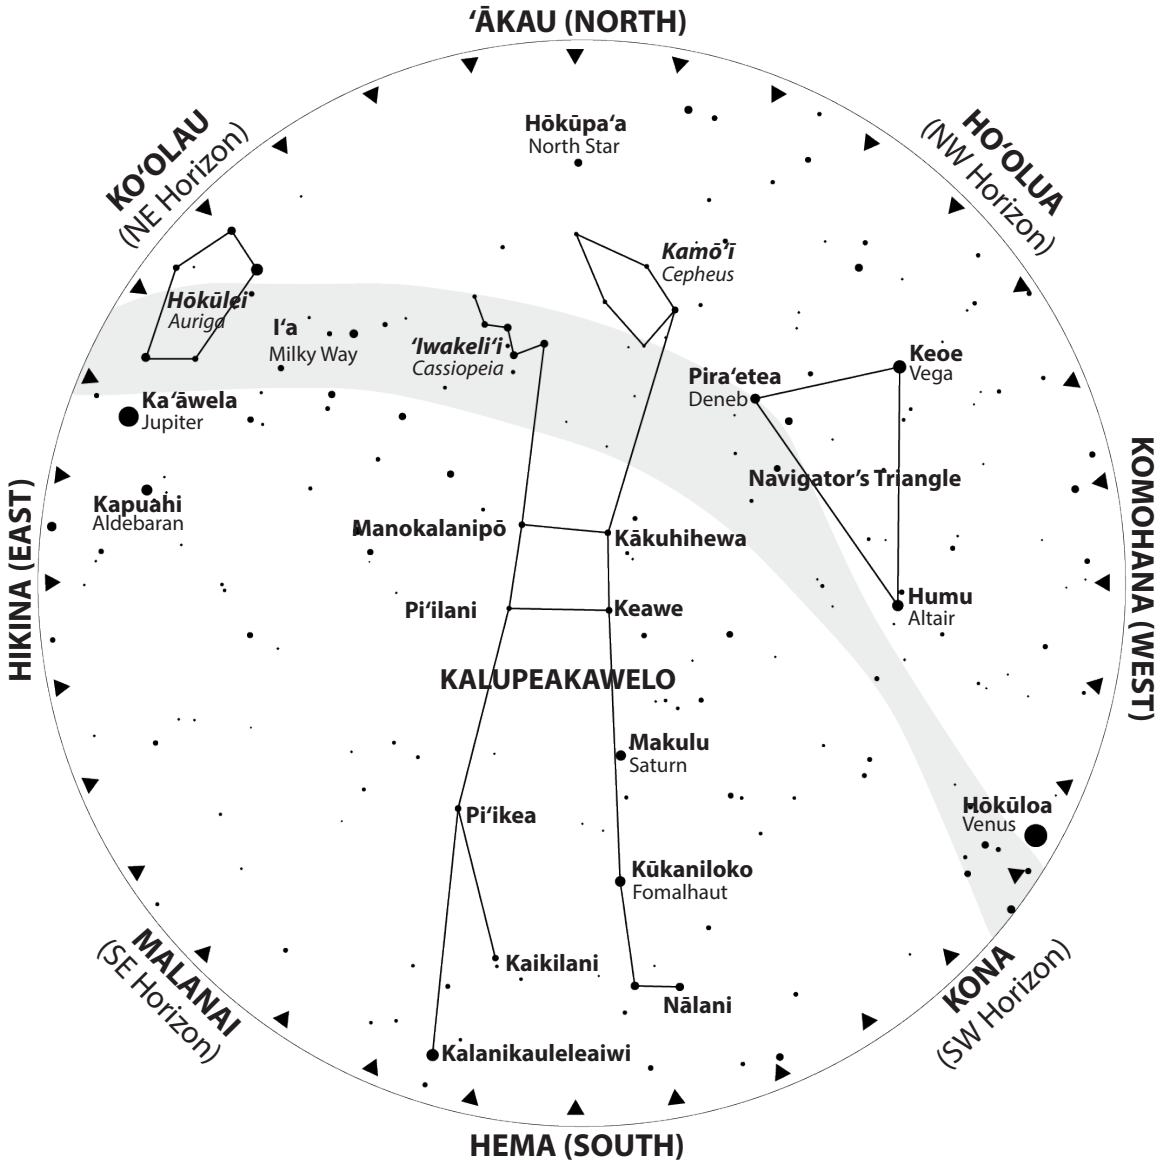 ʻĀKAU (NORTH)
KOʻOLAU
(NE Horizon)
HOʻOLUA
(NW Horizon)
Hōkūpaʻa
North Star
Kamōʻī
Cepheus
Hōkūlei
Auriga
Iʻa
Milky Way
ʻIwakeliʻi
Cassiopeia
Keoe
Vega
Piraʻetea
Deneb
Kaʻāwela
Jupiter
Navigator’s Triangle
Kapuahi
Aldebaran
Manokalanipō
Kākuhihewa
HIKINA (EAST)
KOMOHANA (WEST)
Piʻilani
Keawe
Humu
Altair
KALUPEAKAWELO
Makulu
Saturn
Hōkūloa
Venus
Piʻikea
Kūkaniloko
Fomalhaut
Kaikilani
Nālani
Kalanikauleleaiwi
MALANAI
(SE Horizon)
KONA
(SW Horizon)
HEMA (SOUTH)